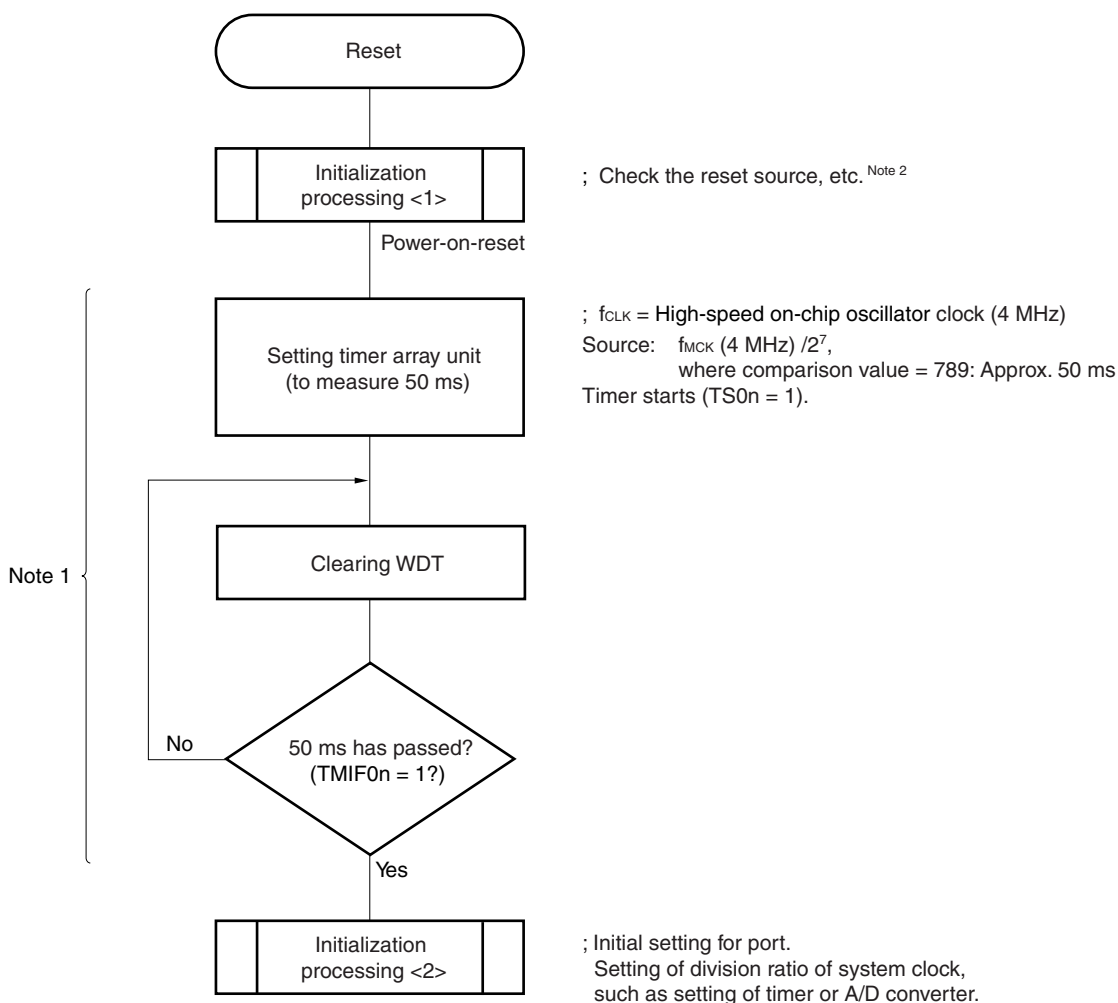 Reset
Initialization
processing <1>
; Check the reset source, etc. Note 2
Power-on-reset
Setting timer array unit
(to measure 50 ms)
; fCLK = High-speed on-chip oscillator clock (4 MHz)
Source: fMCK (4 MHz) /2⁷,
where comparison value = 789: Approx. 50 ms
Timer starts (TS0n = 1).
Clearing WDT
Note 1
No
50 ms has passed?
(TMIF0n = 1?)
Yes
Initialization
processing <2>
; Initial setting for port.
Setting of division ratio of system clock,
such as setting of timer or A/D converter.